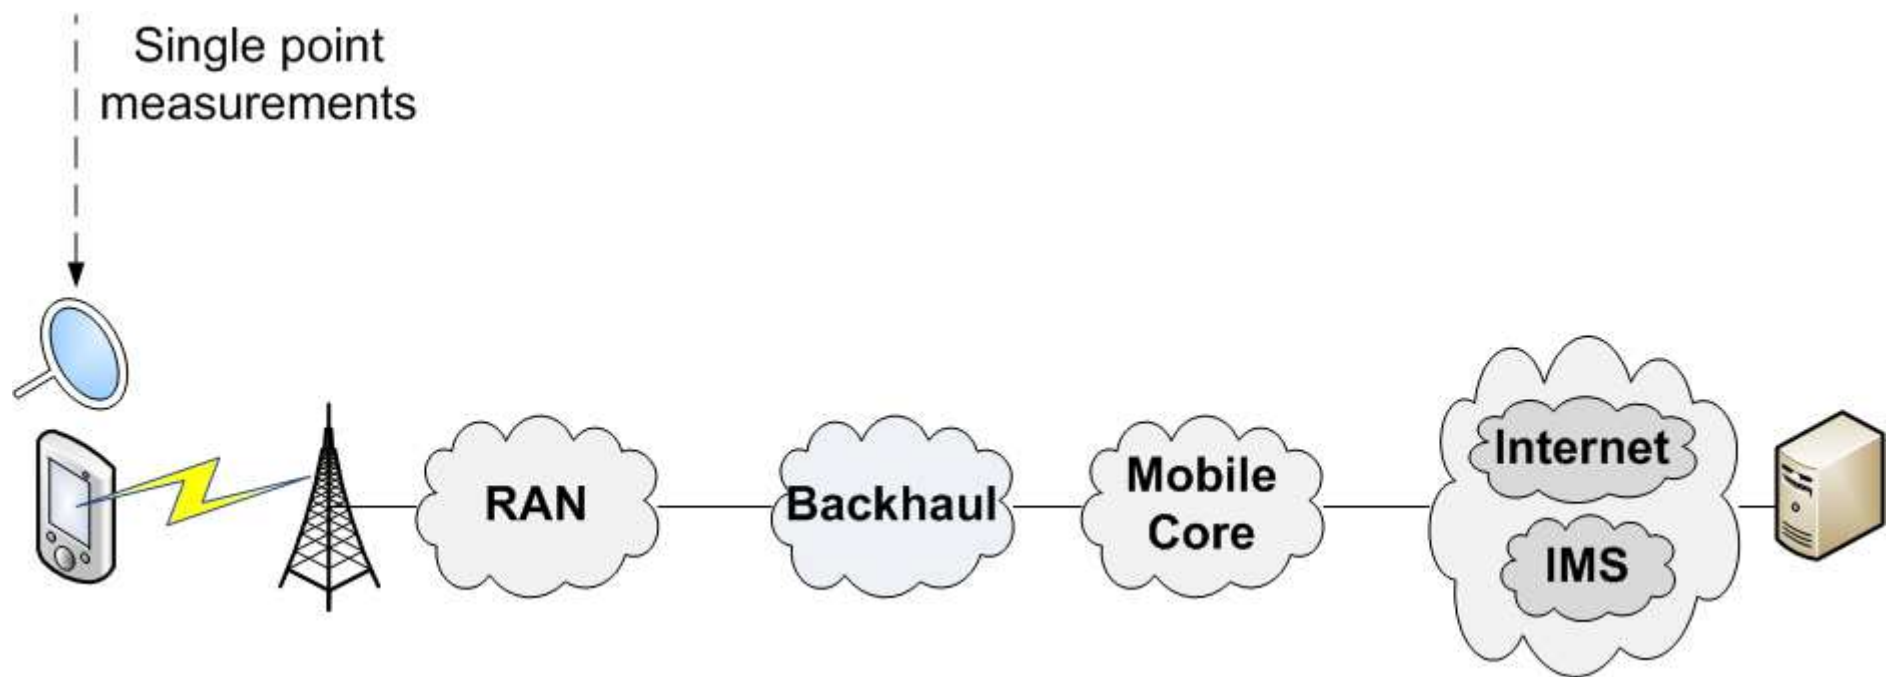 Single point
measurements
RAN
Backhaul
Mobile
Core
Internet
IMS